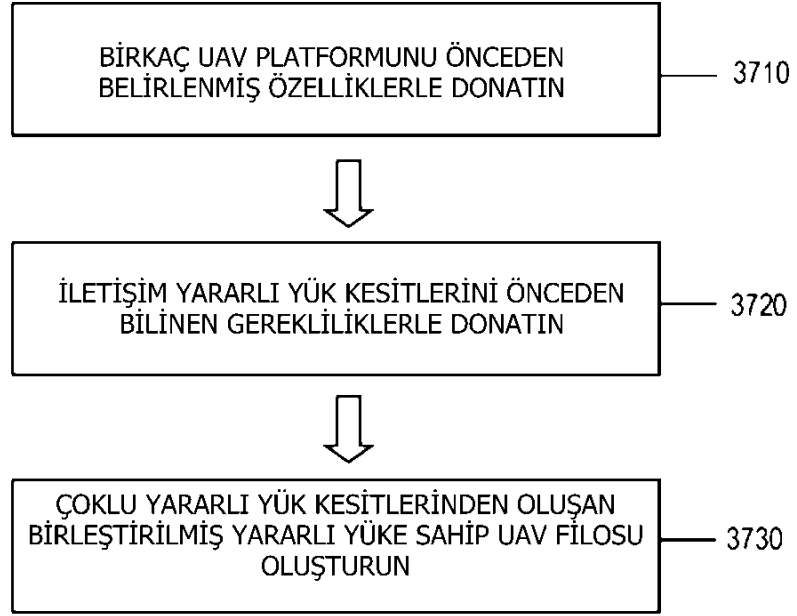 BİRKAÇ UAV PLATFORMUNU ÖNCEDEN
BELİRLENMİŞ ÖZELLİKLERLE DONATIN
3710
İLETİŞİM YARARLI YÜK KESİTLERİNİ ÖNCEDEN
BİLİNEN GEREKLİLİKLERLE DONATIN
3720
ÇOKLU YARARLI YÜK KESİTLERİNDEN OLUŞAN
BİRLEŞTİRİLMİŞ YARARLI YÜKE SAHİP UAV FİLOSU
OLUŞTURUN
3730